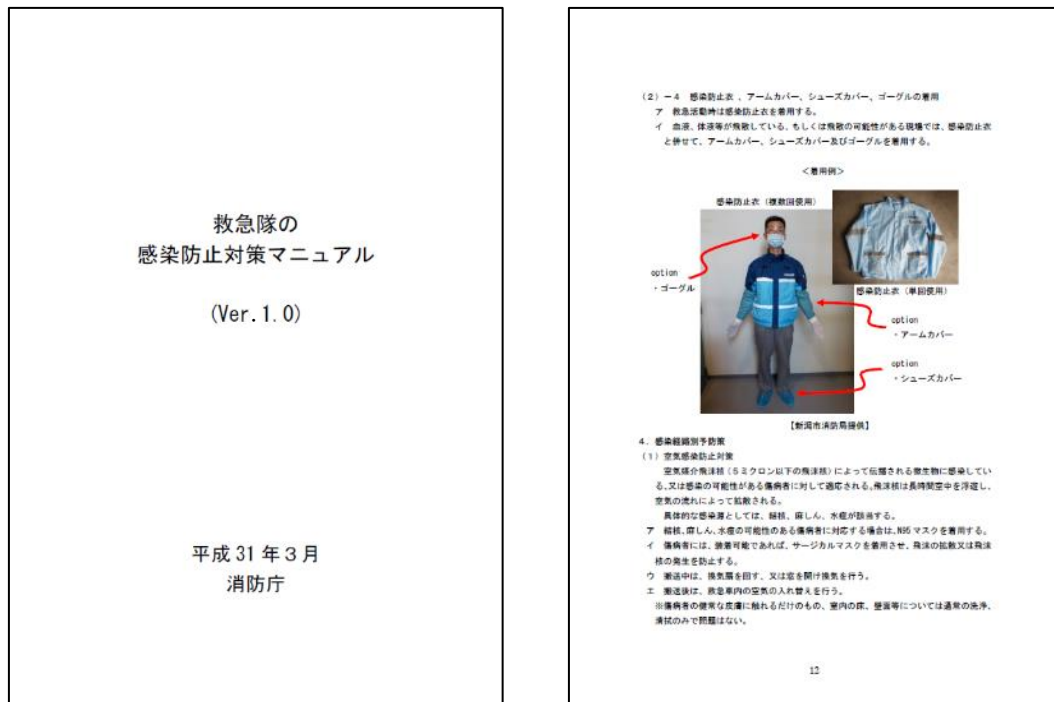 救急隊の
感染防止対策マニュアル
(Ver.1.0)
平成 31 年３月
消防庁
(２)－４ 感染防止衣 、アームカバー、シューズカバー、ゴーグルの着用
ア 救急活動時は感染防止衣を着用する。
イ 血液、体液等が飛散している、もしくは飛散の可能性がある現場では、感染防止衣
と併せて、アームカバー、シューズカバー及びゴーグルを着用する。
＜着用例＞
感染防止衣（複数回使用）
option
・ゴーグル
感染防止衣（単回使用）
option
・アームカバー
option
・シューズカバー
【新潟市消防局提供】
４．感染経路別予防策
(１) 空気感染防止対策
空気媒介飛沫核(５ミクロン以下の飛沫核)によって伝播される微生物に感染してい
る、又は感染の可能性がある傷病者に対して適応される。飛沫核は長時間空中を浮遊し、
空気の流れによって拡散される。
具体的な感染源としては、結核、麻しん、水痘が該当する。
ア 結核、麻しん、水痘の可能性のある傷病者に対応する場合は、N95 マスクを着用する。
イ 傷病者には、装着可能であれば、サージカルマスクを着用させ、飛沫の拡散又は飛沫
核の発生を防止する。
ウ 搬送中は、換気扇を回す、又は窓を開け換気を行う。
エ 搬送後は、救急車内の空気の入れ替えを行う。
※傷病者の健常な皮膚に触れるだけのもの、室内の床、壁面等については通常の洗浄、
清拭のみで問題はない。
12